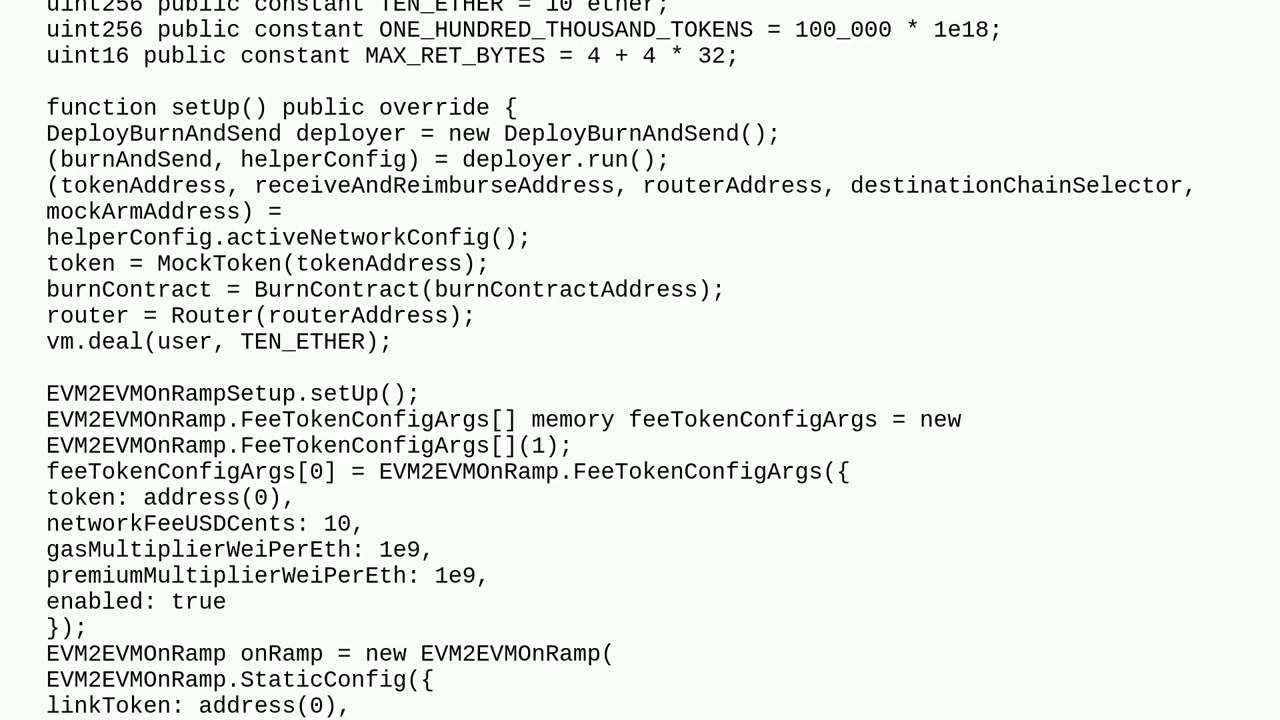 uint256 public constant TEN_ETHER = 10 ether;
uint256 public constant ONE_HUNDRED_THOUSAND_TOKENS = 100_000 * 1e18;
uint16 public constant MAX_RET_BYTES = 4 + 4 * 32;
function setUp() public override {
DeployBurnAndSend deployer = new DeployBurnAndSend();
(burnAndSend, helperConfig) = deployer.run();
(tokenAddress, receiveAndReimburseAddress, routerAddress, destinationChainSelector,
mockArmAddress) =
helperConfig.activeNetworkConfig();
token = MockToken(tokenAddress);
burnContract = BurnContract(burnContractAddress);
router = Router(routerAddress);
vm.deal(user, TEN_ETHER);
EVM2EVMOnRampSetup.setUp();
EVM2EVMOnRamp.FeeTokenConfigArgs[] memory feeTokenConfigArgs = new
EVM2EVMOnRamp.FeeTokenConfigArgs[](1);
feeTokenConfigArgs[0] = EVM2EVMOnRamp.FeeTokenConfigArgs({
token: address(0),
networkFeeUSDCents: 10,
gasMultiplierWeiPerEth: 1e9,
premiumMultiplierWeiPerEth: 1e9,
enabled: true
});
EVM2EVMOnRamp onRamp = new EVM2EVMOnRamp(
EVM2EVMOnRamp.StaticConfig({
linkToken: address(0),